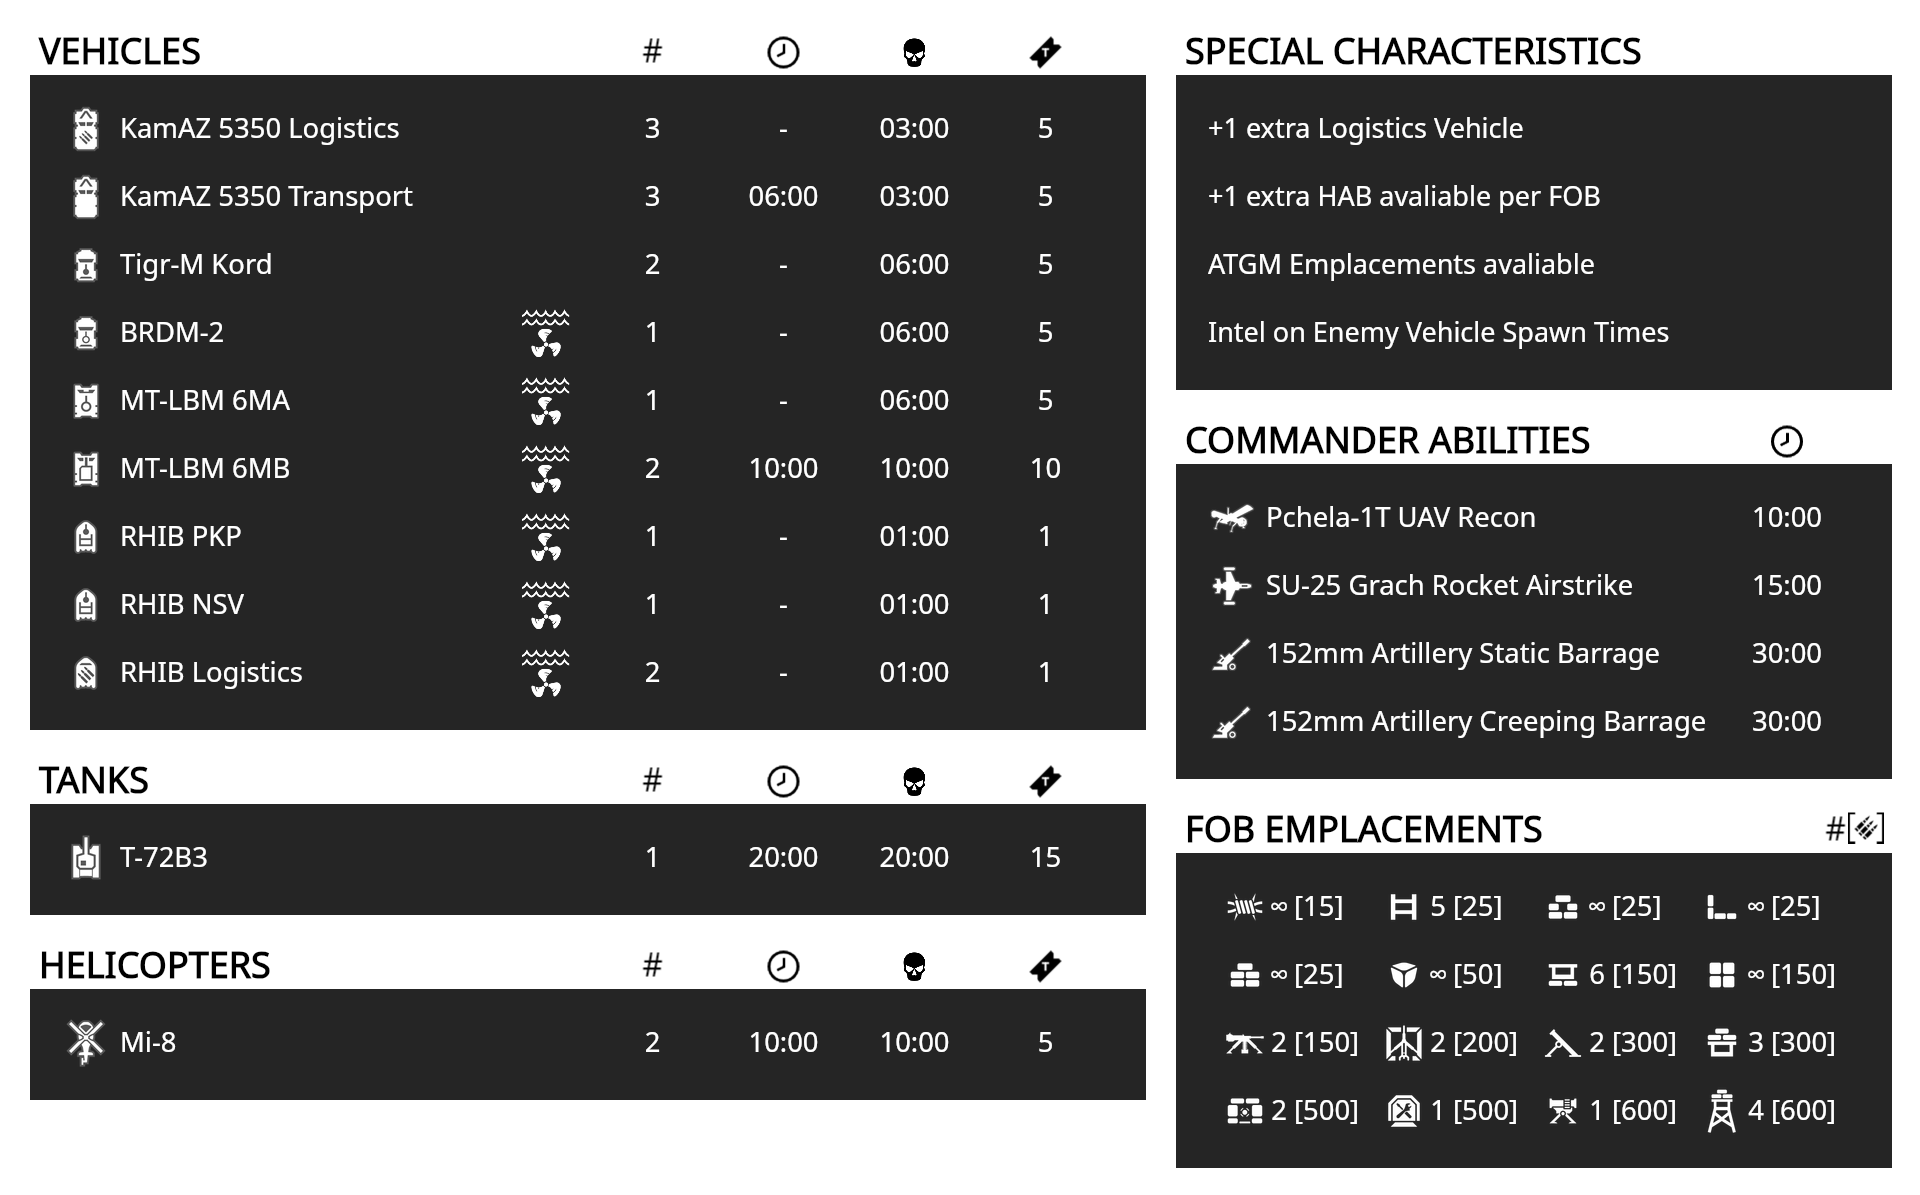 VEHICLES #
KamAZ 5350 Logistics 3 - 03:00 5
KamAZ 5350 Transport 3 06:00 03:00 5
Tigr-M Kord 2 - 06:00 5
BRDM-2 1 - 06:00 5
MT-LBM 6MA 1 - 06:00 5
MT-LBM 6MB 2 10:00 10:00 10
RHIB PKP 1 - 01:00 1
RHIB NSV 1 - 01:00 1
RHIB Logistics 2 - 01:00 1
TANKS #
T-72B3 1 20:00 20:00 15
HELICOPTERS #
Mi-8 2 10:00 10:00 5
SPECIAL CHARACTERISTICS
+1 extra Logistics Vehicle
+1 extra HAB avaliable per FOB
ATGM Emplacements avaliable
Intel on Enemy Vehicle Spawn Times
COMMANDER ABILITIES
Pchela-1T UAV Recon 10:00
SU-25 Grach Rocket Airstrike 15:00
152mm Artillery Static Barrage 30:00
152mm Artillery Creeping Barrage 30:00
FOB EMPLACEMENTS #[]
∞ [15] 5 [25] ∞ [25] ∞ [25]
∞ [25] ∞ [50] 6 [150] ∞ [150]
2 [150] 2 [200] 2 [300] 3 [300]
2 [500] 1 [500] 1 [600] 4 [600]